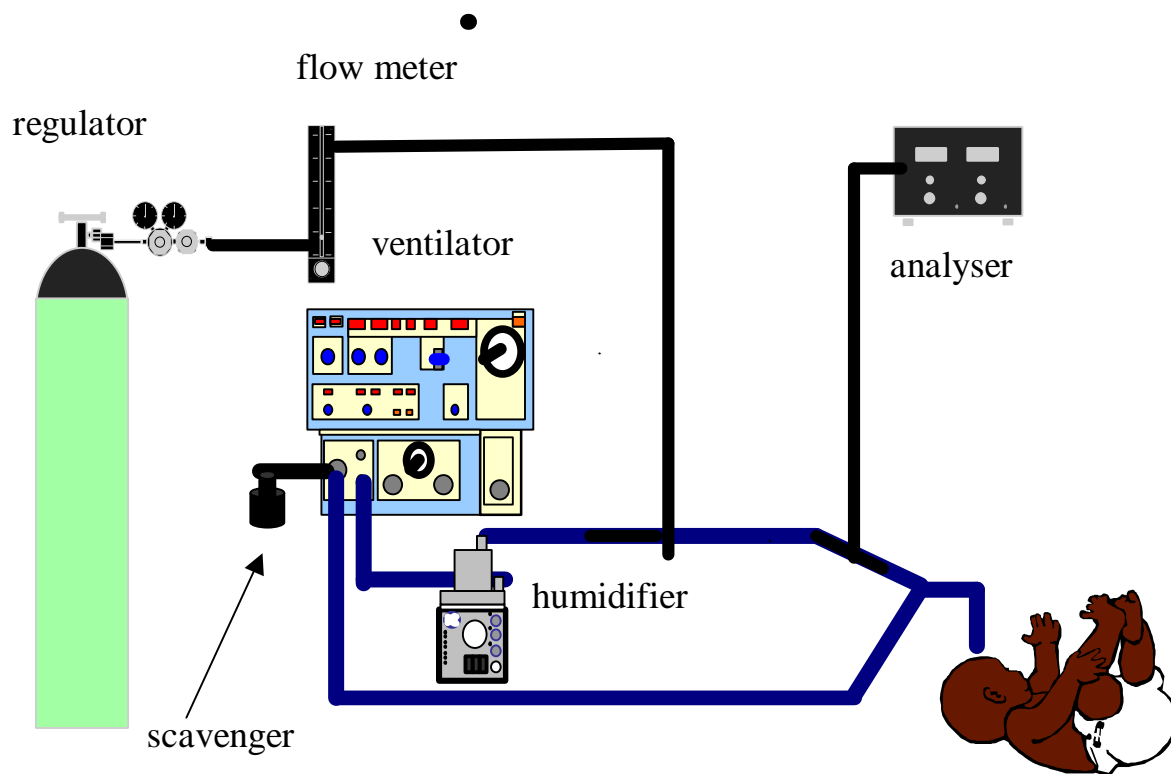 flow meter
regulator
ventilator
analyser
humidifier
scavenger